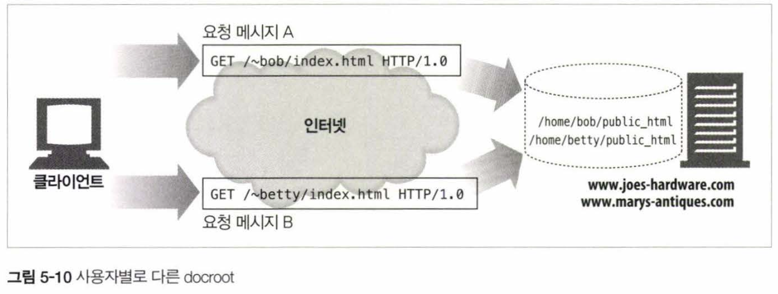 요청 메시지 A
GET /~bob/index.html HTTP/1.0
인터넷
/home/bob/public_html
/home/betty/public_html
클라이언트
GET /~betty/index.html HTTP/1.0
요청 메시지 B
www.joes-hardware.com
www.marys-antiques.com
그림 5-10 사용자별로 다른 docroot